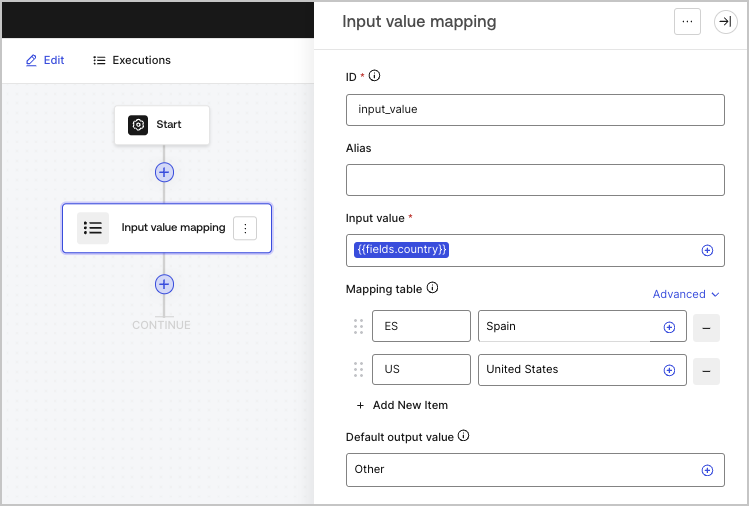 Input value mapping
Edit
Executions
ID *
input_value
Start
Alias
Input value *
Input value mapping
{{fields.country}}
Mapping table
Advanced
ES
Spain
CONTINUE
US
United States
+ Add New Item
Default output value
Other